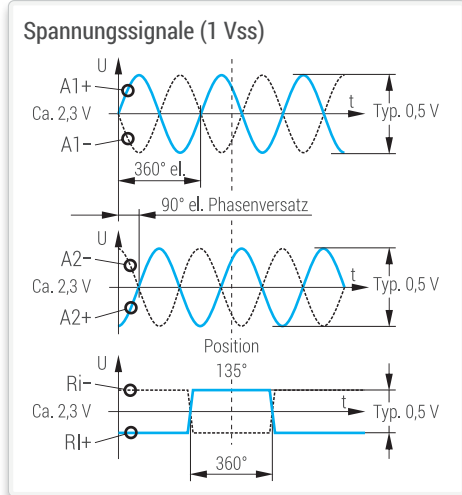 Spannungssignale (1 Vss)
U
A1+
t
Ca. 2,3 V
Typ. 0,5 V
A1−
360° el.
90° el. Phasenversatz
U
A2−
t
Ca. 2,3 V
Typ. 0,5 V
A2+
Position
U
135°
Ri−
t
Ca. 2,3 V
Typ. 0,5 V
RI+
360°